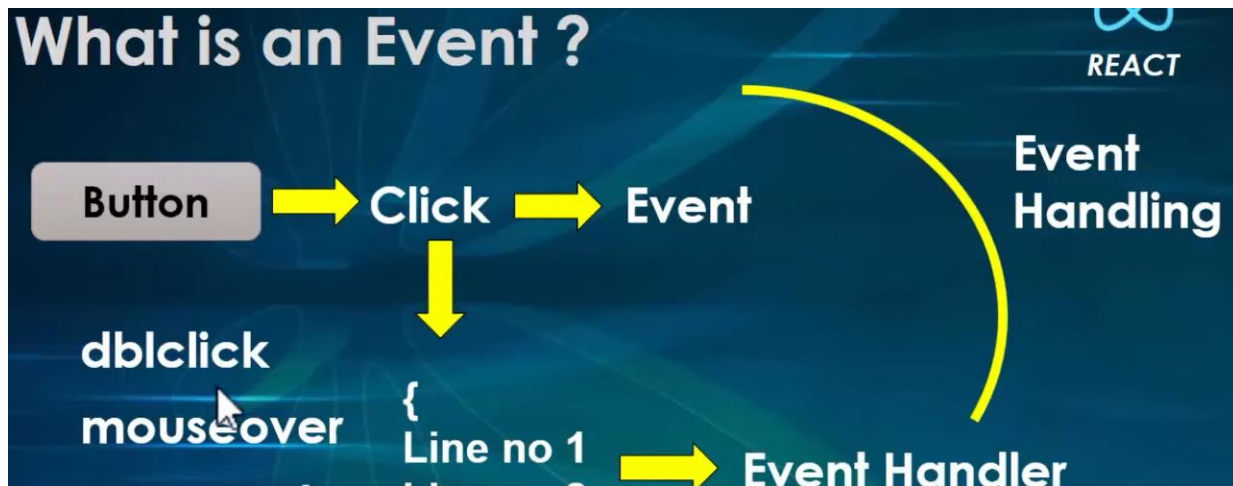 What is an Event ?
REACT
Event
Handling
Button
Click
Event
dblclick
mouseover
{
Line no 1
Event Handler